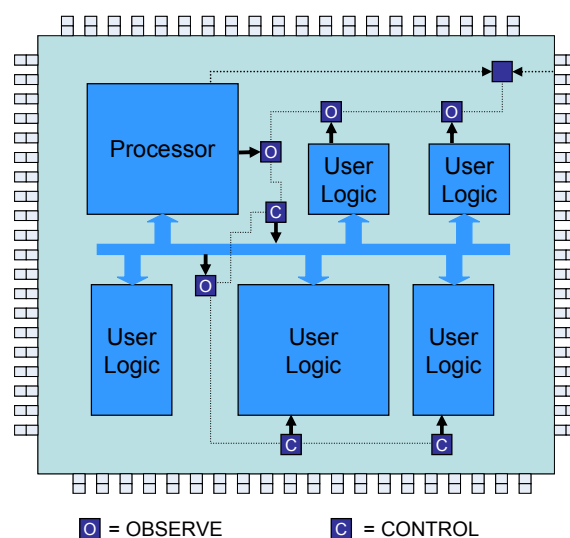 O
O
Processor
O
User
Logic
User
Logic
C
O
User
Logic
User
Logic
User
Logic
C
C
O = OBSERVE
C = CONTROL